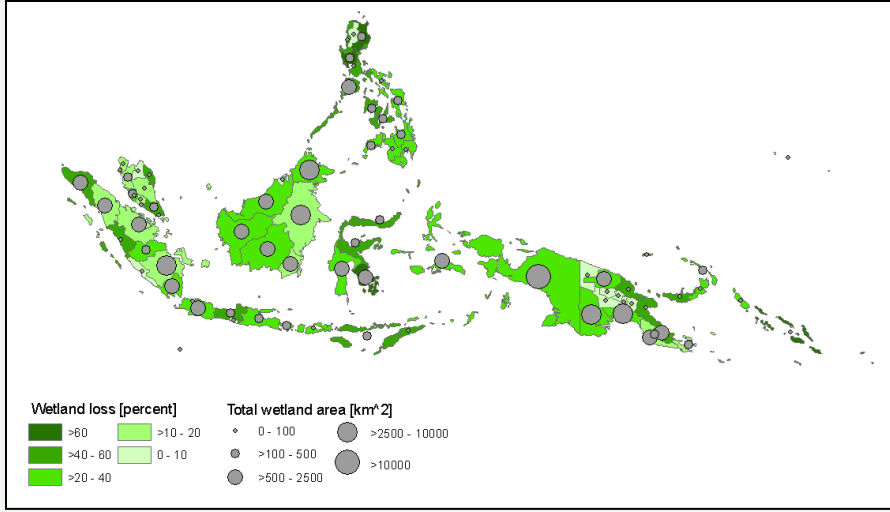 Wetland loss [percent]
>60
>40 - 60
>20 - 40
>10 - 20
0 - 10
Total wetland area [km^2]
0 - 100
>100 - 500
>500 - 2500
>2500 - 10000
>10000